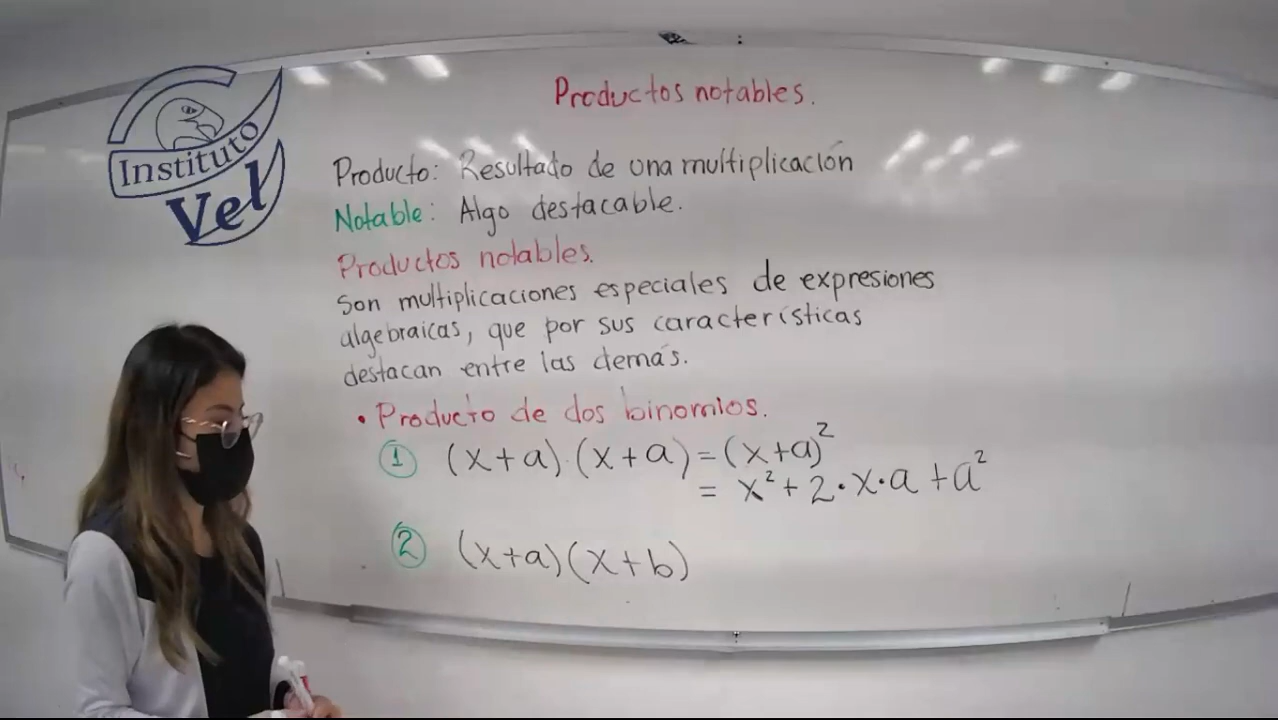 Instituto
Vel
Productos notables.
Producto: Resultado de una multiplicación
Notable: Algo destacable.
Productos notables.
Son multiplicaciones especiales de expresiones
algebraicas, que por sus características
destacan entre las demás.
• Producto de dos binomios.
① (x+a)·(x+a) = (x+a)²
= x² + 2·x·a + a²
② (x+a)(x+b)